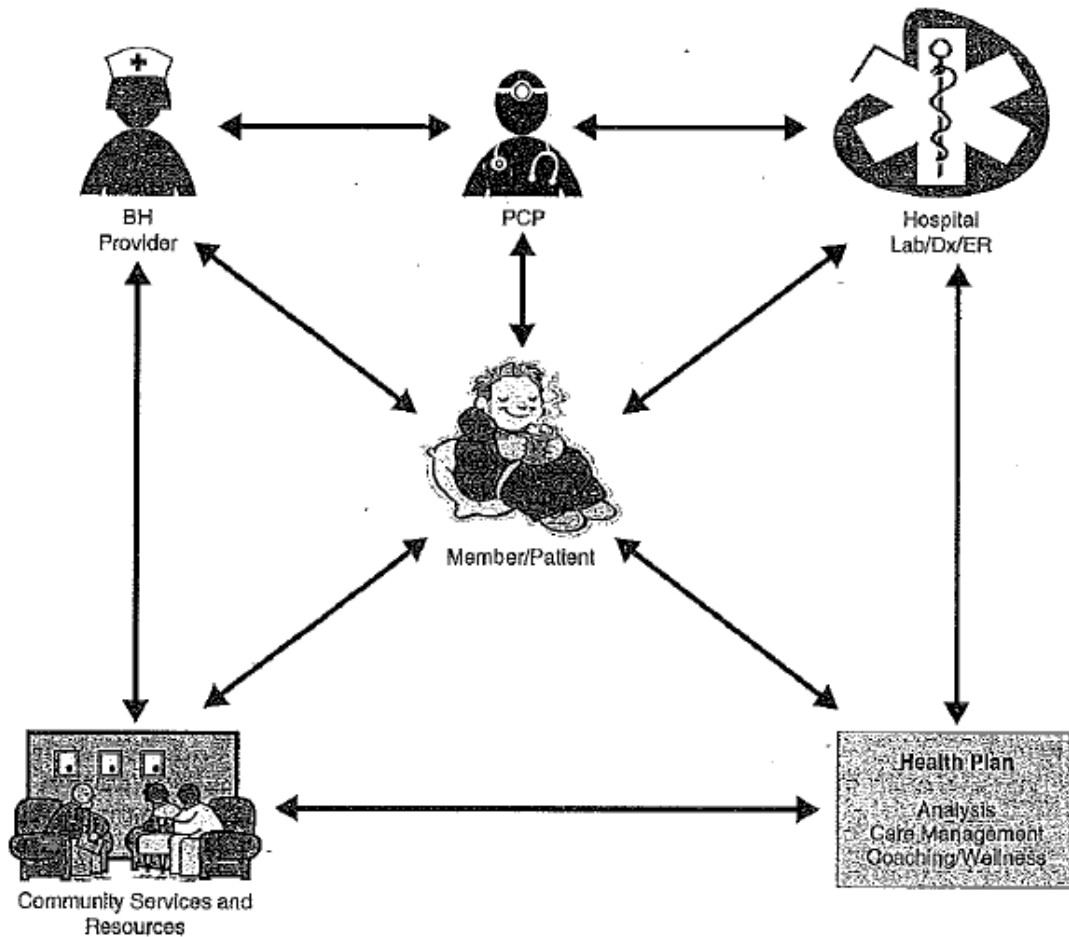 BH
Provider
PCP
Hospital
Lab/Dx/ER
Member/Patient
Health Plan
Analysis
Care Management
Coaching/Wellness
Community Services and
Resources